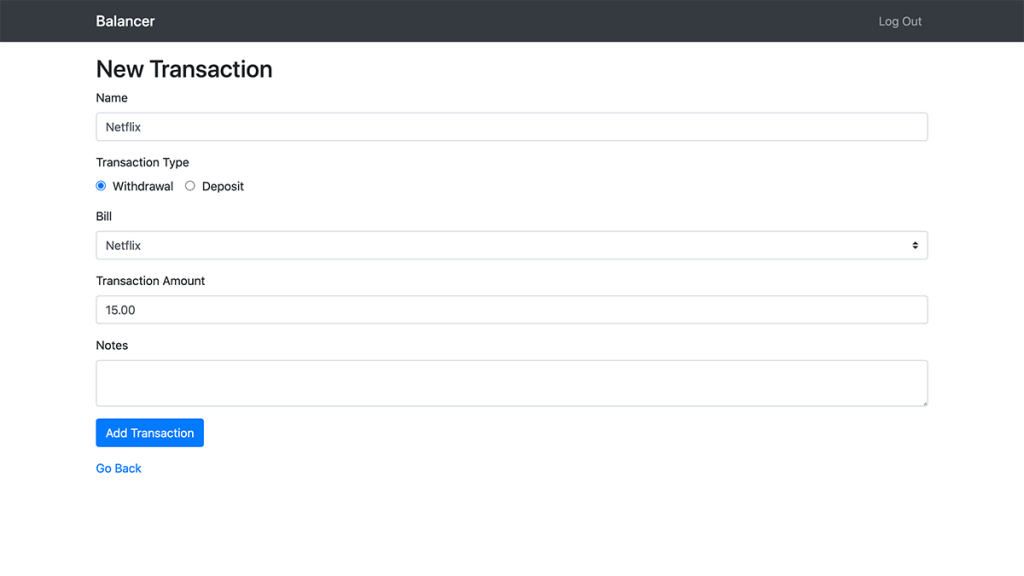 Balancer Log Out
New Transaction
Name
Netflix
Transaction Type
Withdrawal Deposit
Bill
Netflix
Transaction Amount
15.00
Notes
Add Transaction
Go Back